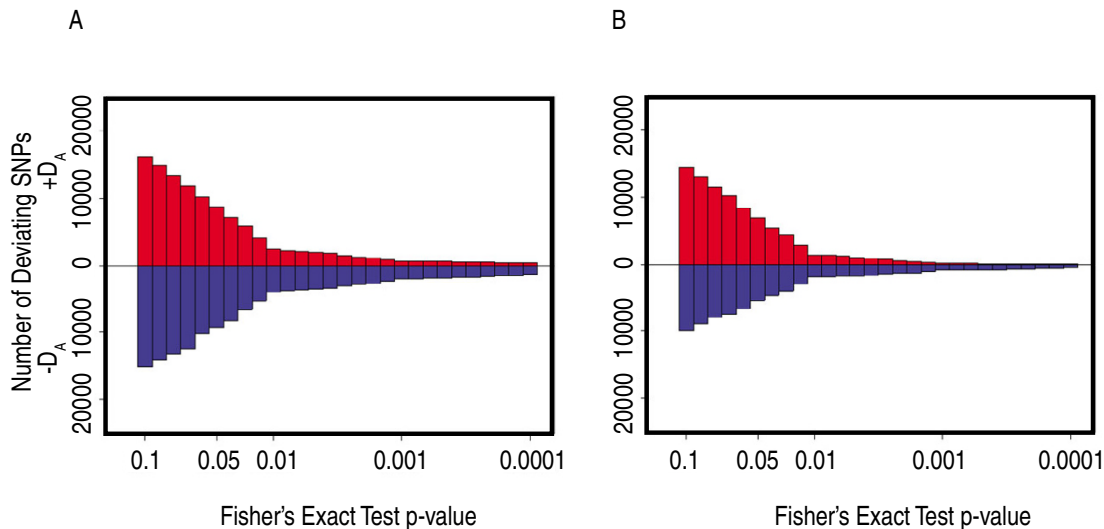 A
B
Number of Deviating SNPs
-D_A +D_A
20000
10000
0
10000
20000
0.1 0.05 0.01 0.001 0.0001
Fisher's Exact Test p-value
20000
10000
0
10000
20000
0.1 0.05 0.01 0.001 0.0001
Fisher's Exact Test p-value